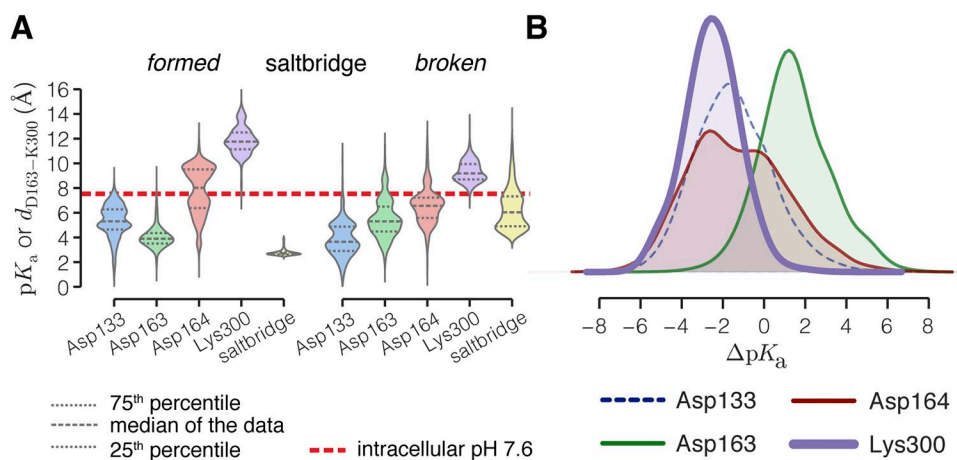 A
formed saltbridge broken
pKa or dD163–K300 (Å)
16
14
12
10
8
6
4
2
0
Asp133 Asp163 Asp164 Lys300 saltbridge Asp133 Asp163 Asp164 Lys300 saltbridge
75th percentile
median of the data
25th percentile
intracellular pH 7.6
B
−8 −6 −4 −2 0 2 4 6 8
ΔpKa
Asp133 Asp164
Asp163 Lys300